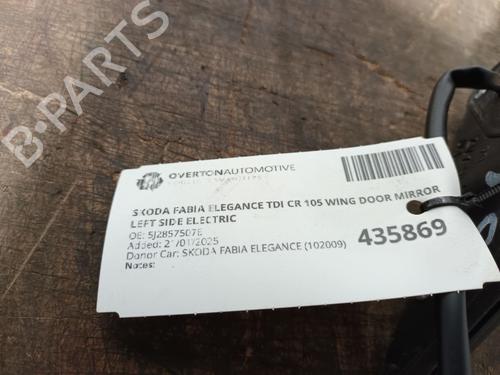 B-PARTS
OVERTONAUTOMOTIVE
SKODA FABIA ELEGANCE TDI CR 105 WING DOOR MIRROR
LEFT SIDE ELECTRIC
OE: 5J2857507E
Added: 21/01/2025
Donor Car: SKODA FABIA ELEGANCE (102009)
Notes:
435869